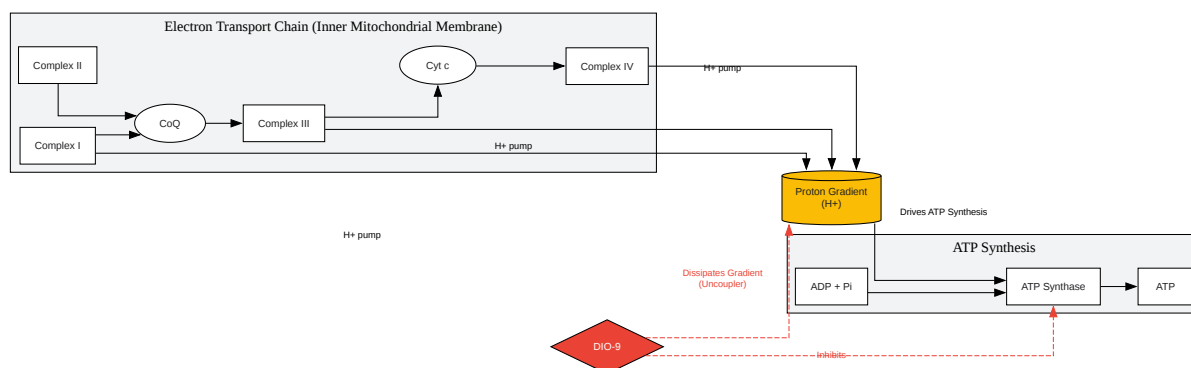 Electron Transport Chain (Inner Mitochondrial Membrane)
Complex II
Cyt c
Complex IV
H+ pump
CoQ
Complex III
Complex I
H+ pump
Proton Gradient
(H+)
Drives ATP Synthesis
H+ pump
ATP Synthesis
Dissipates Gradient
(Uncoupler)
ADP + Pi
ATP Synthase
ATP
DIO-9
Inhibits